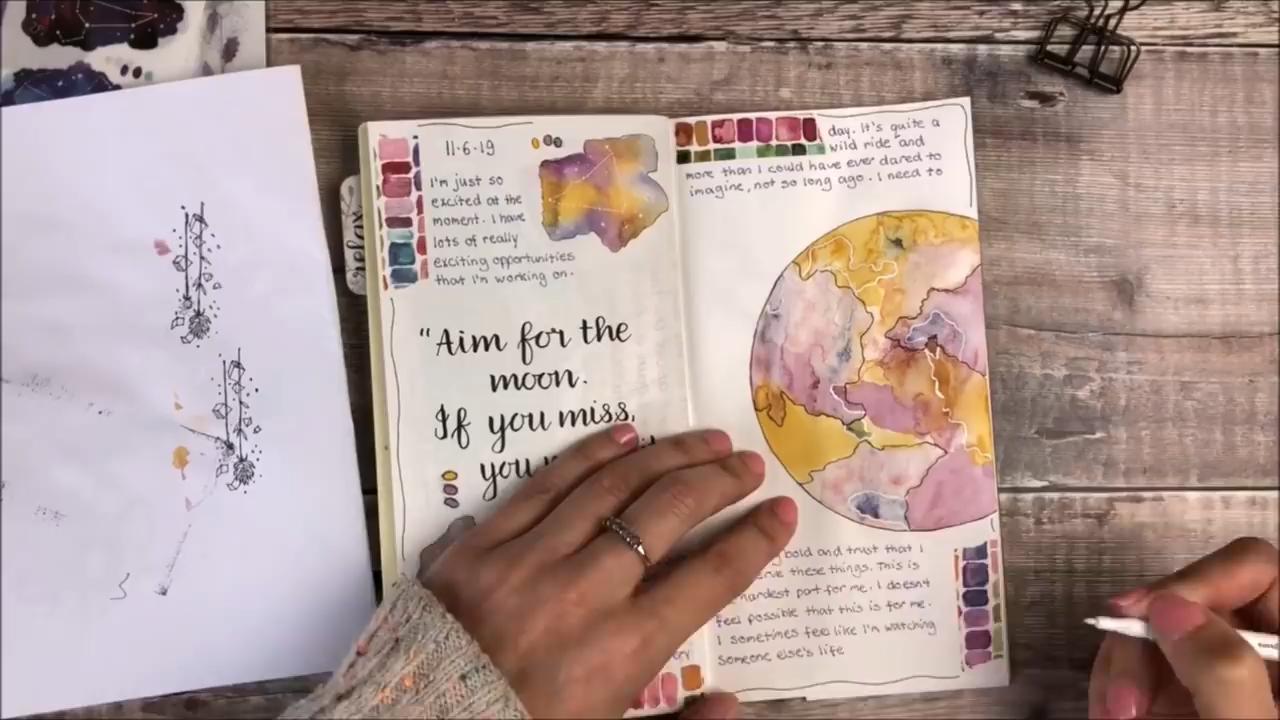 relax
11·6·19
I'm just so
excited at the
moment. I have
lots of really
exciting opportunities
that I'm working on.
"Aim for the
moon.
If you miss,
you
day. It's quite a
wild ride and
more than I could have ever dared to
imagine, not so long ago. I need to
bold and trust that I
these things. This is
hardest part for me. I doesn't
feel possible that this is for me.
I sometimes feel like I'm watching
someone else's life